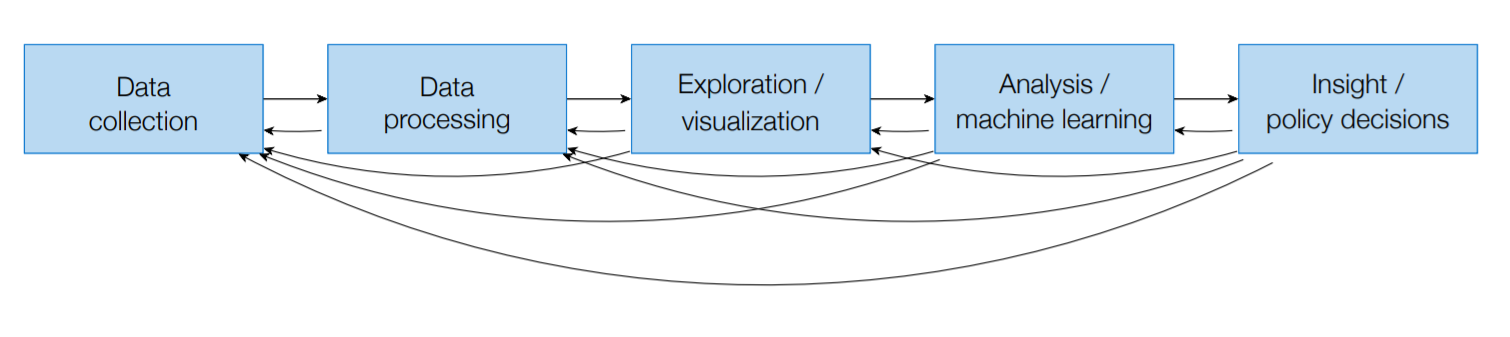 Data
collection
Data
processing
Exploration /
visualization
Analysis /
machine learning
Insight /
policy decisions